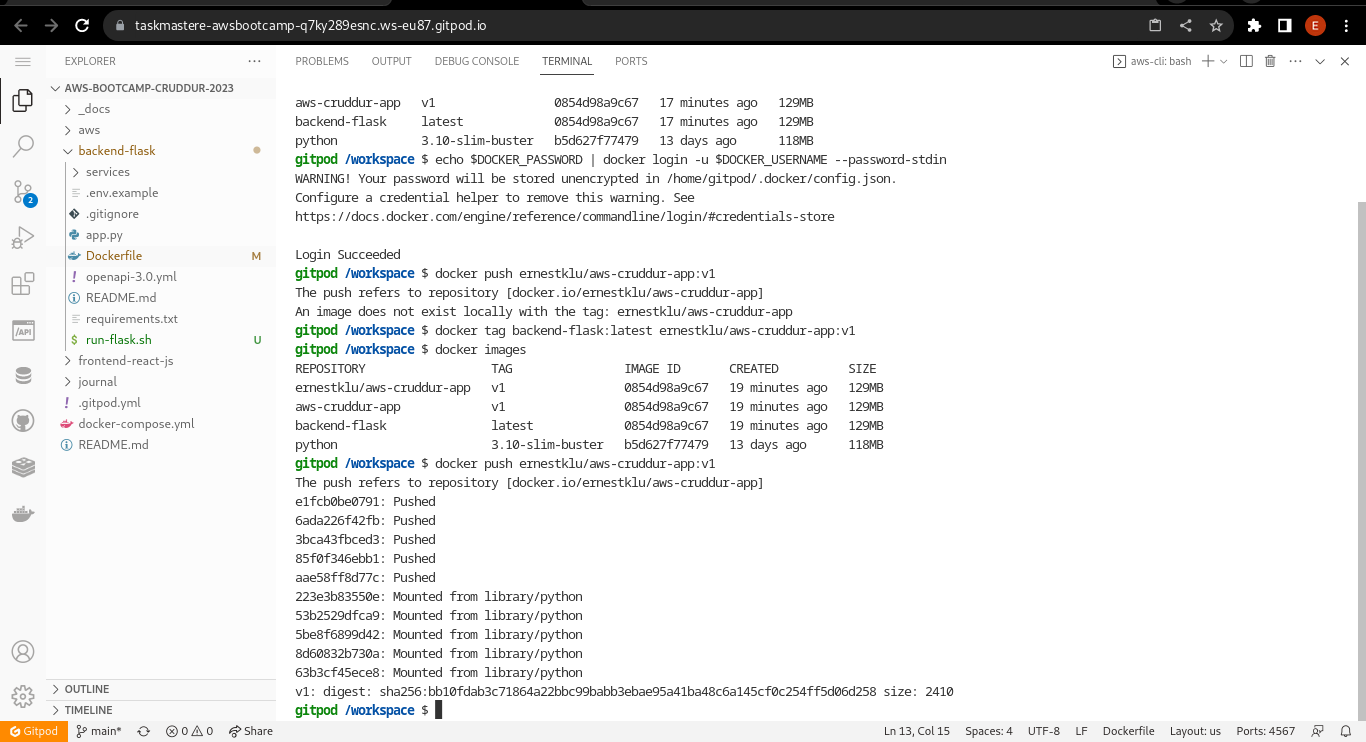 taskmastere-awsbootcamp-q7ky289esnc.ws-eu87.gitpod.io
E
EXPLORER
AWS-BOOTCAMP-CRUDDUR-2023
_docs
aws
backend-flask
services
.env.example
.gitignore
app.py
Dockerfile M
openapi-3.0.yml
README.md
requirements.txt
$ run-flask.sh U
frontend-react-js
journal
.gitpod.yml
docker-compose.yml
README.md
OUTLINE
TIMELINE
2
/API
PROBLEMS OUTPUT DEBUG CONSOLE TERMINAL PORTS
aws-cli: bash
aws-cruddur-app v1 0854d98a9c67 17 minutes ago 129MB
backend-flask latest 0854d98a9c67 17 minutes ago 129MB
python 3.10-slim-buster b5d627f77479 13 days ago 118MB
gitpod /workspace $ echo $DOCKER_PASSWORD | docker login -u $DOCKER_USERNAME --password-stdin
WARNING! Your password will be stored unencrypted in /home/gitpod/.docker/config.json.
Configure a credential helper to remove this warning. See
https://docs.docker.com/engine/reference/commandline/login/#credentials-store
Login Succeeded
gitpod /workspace $ docker push ernestklu/aws-cruddur-app:v1
The push refers to repository [docker.io/ernestklu/aws-cruddur-app]
An image does not exist locally with the tag: ernestklu/aws-cruddur-app
gitpod /workspace $ docker tag backend-flask:latest ernestklu/aws-cruddur-app:v1
gitpod /workspace $ docker images
REPOSITORY TAG IMAGE ID CREATED SIZE
ernestklu/aws-cruddur-app v1 0854d98a9c67 19 minutes ago 129MB
aws-cruddur-app v1 0854d98a9c67 19 minutes ago 129MB
backend-flask latest 0854d98a9c67 19 minutes ago 129MB
python 3.10-slim-buster b5d627f77479 13 days ago 118MB
gitpod /workspace $ docker push ernestklu/aws-cruddur-app:v1
The push refers to repository [docker.io/ernestklu/aws-cruddur-app]
e1fcb0be0791: Pushed
6ada226f42fb: Pushed
3bca43fbced3: Pushed
85f0f346ebb1: Pushed
aae58ff8d77c: Pushed
223e3b83550e: Mounted from library/python
53b2529dfca9: Mounted from library/python
5be8f6899d42: Mounted from library/python
8d60832b730a: Mounted from library/python
63b3cf45ece8: Mounted from library/python
v1: digest: sha256:bb10fdab3c71864a22bbc99babb3ebae95a41ba48c6a145cf0c254ff5d06d258 size: 2410
gitpod /workspace $
Gitpod main* 0 0 Share Ln 13, Col 15 Spaces: 4 UTF-8 LF Dockerfile Layout: us Ports: 4567